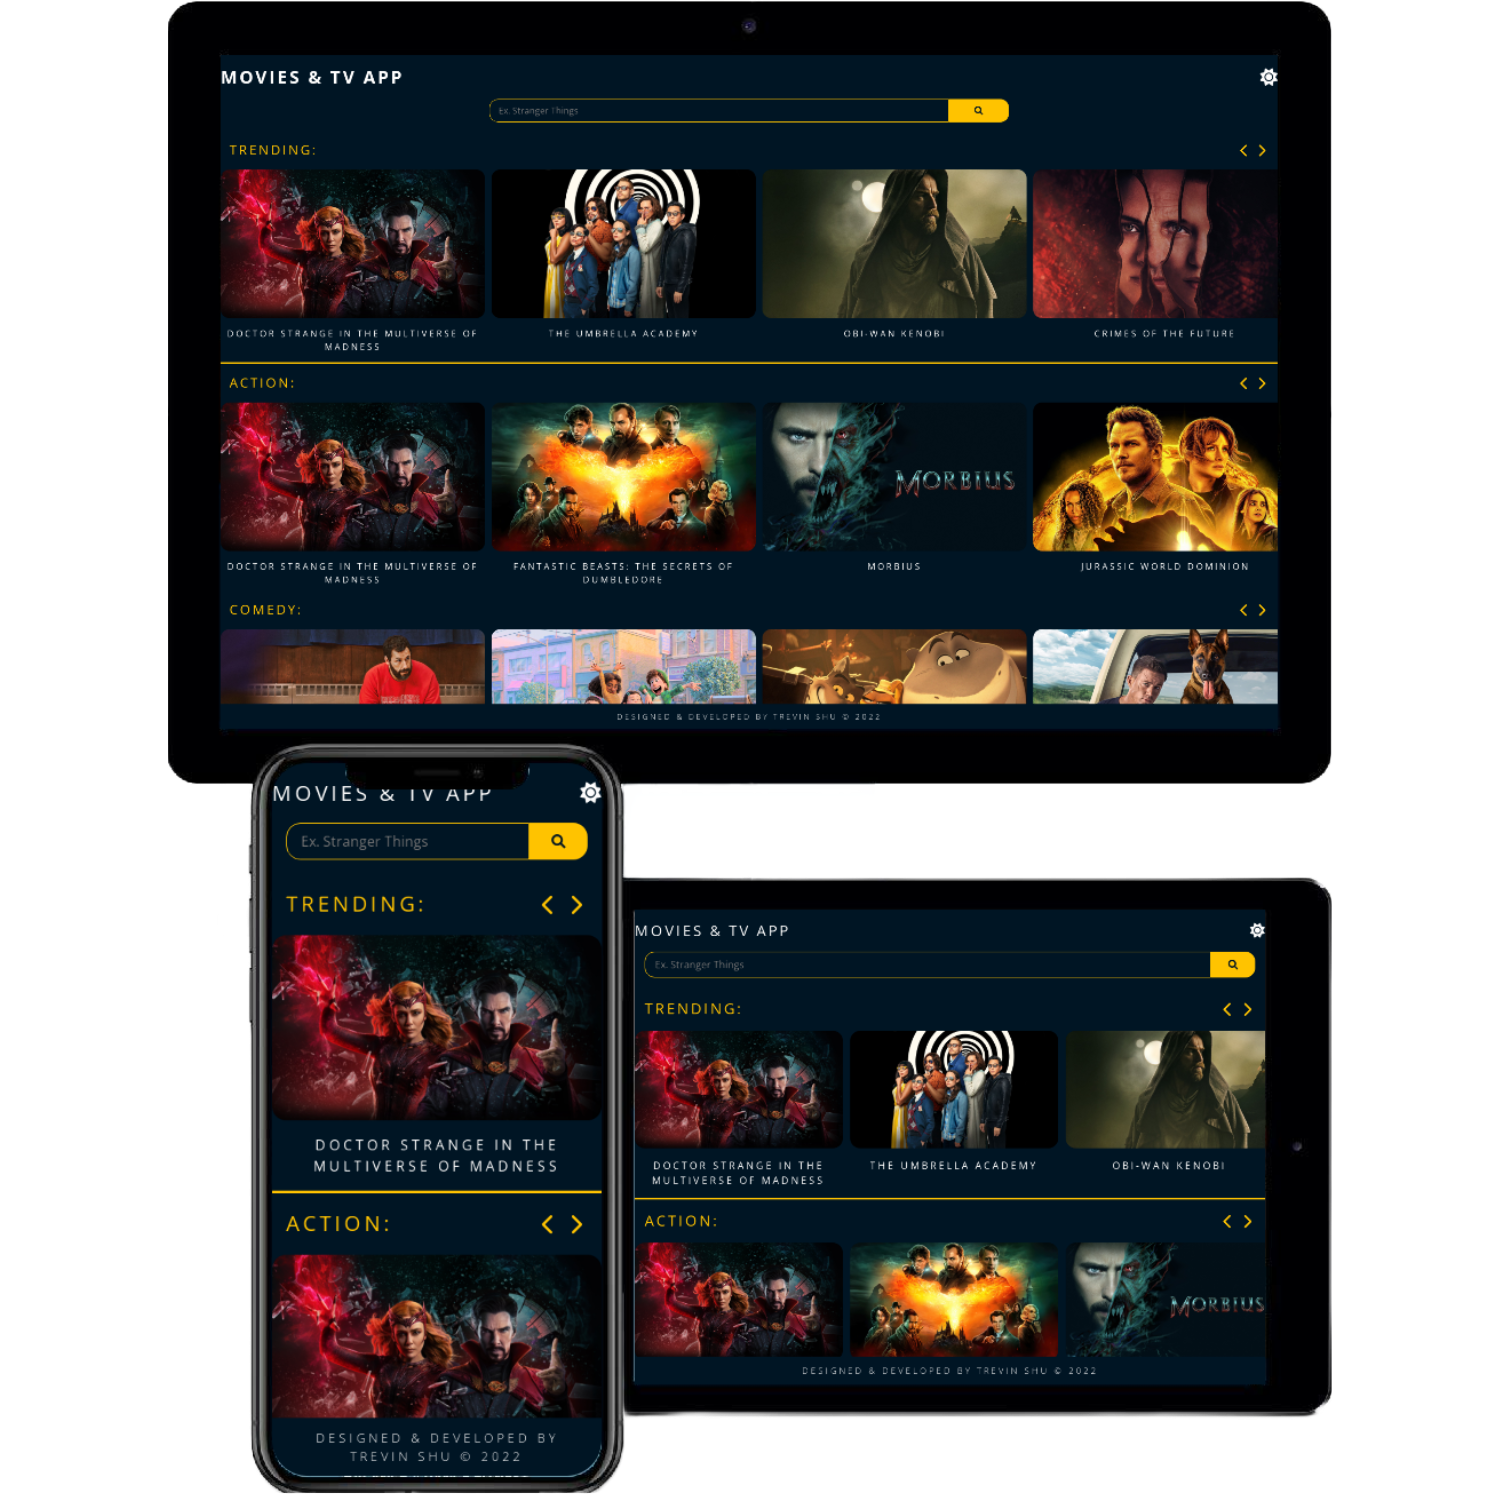 MOVIES & TV APP
Ex. Stranger Things
TRENDING:
DOCTOR STRANGE IN THE MULTIVERSE OF
MADNESS
THE UMBRELLA ACADEMY
OBI-WAN KENOBI
CRIMES OF THE FUTURE
ACTION:
MORBIUS
DOCTOR STRANGE IN THE MULTIVERSE OF
MADNESS
FANTASTIC BEASTS: THE SECRETS OF
DUMBLEDORE
MORBIUS
JURASSIC WORLD DOMINION
COMEDY:
DESIGNED & DEVELOPED BY TREVIN SHU © 2022
MOVIES & TV APP
Ex. Stranger Things
TRENDING:
DOCTOR STRANGE IN THE
MULTIVERSE OF MADNESS
ACTION:
DESIGNED & DEVELOPED BY
TREVIN SHU © 2022
MOVIES & TV APP
Ex. Stranger Things
TRENDING:
DOCTOR STRANGE IN THE
MULTIVERSE OF MADNESS
THE UMBRELLA ACADEMY
OBI-WAN KENOBI
ACTION:
MORBIUS
DESIGNED & DEVELOPED BY TREVIN SHU © 2022